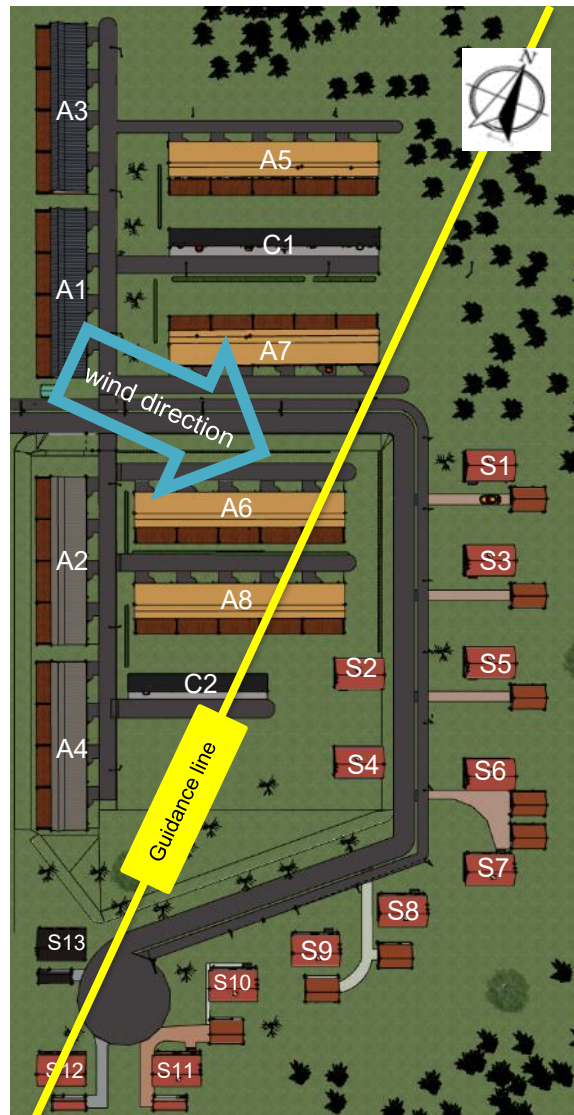 N
A3
A5
C1
A1
A7
wind direction
S1
A6
A2
S3
A8
S5
S2
C2
A4
S4
S6
Guidance line
S7
S8
S13
S9
S10
S12
S11